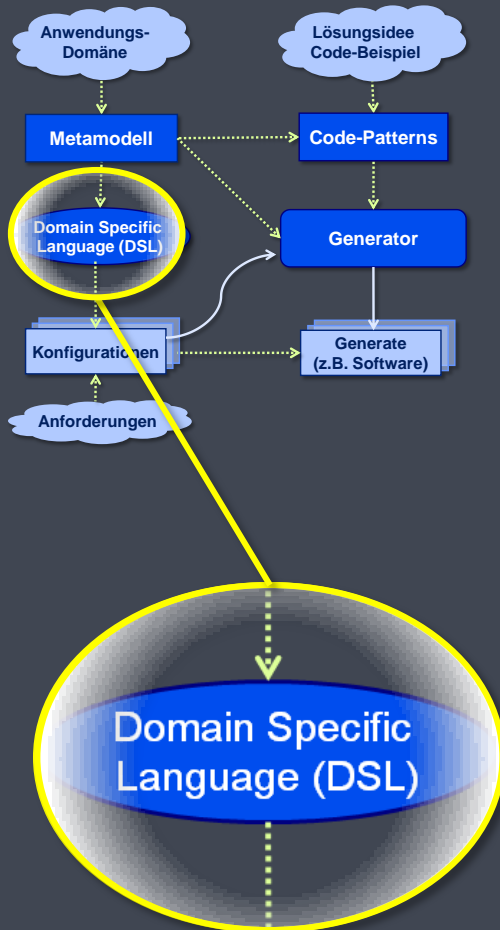 Anwendungs-
Domäne
Lösungsidee
Code-Beispiel
Metamodell
Code-Patterns
Domain Specific
Language (DSL)
Generator
Konfigurationen
Generate
(z.B. Software)
Anforderungen
Domain Specific
Language (DSL)